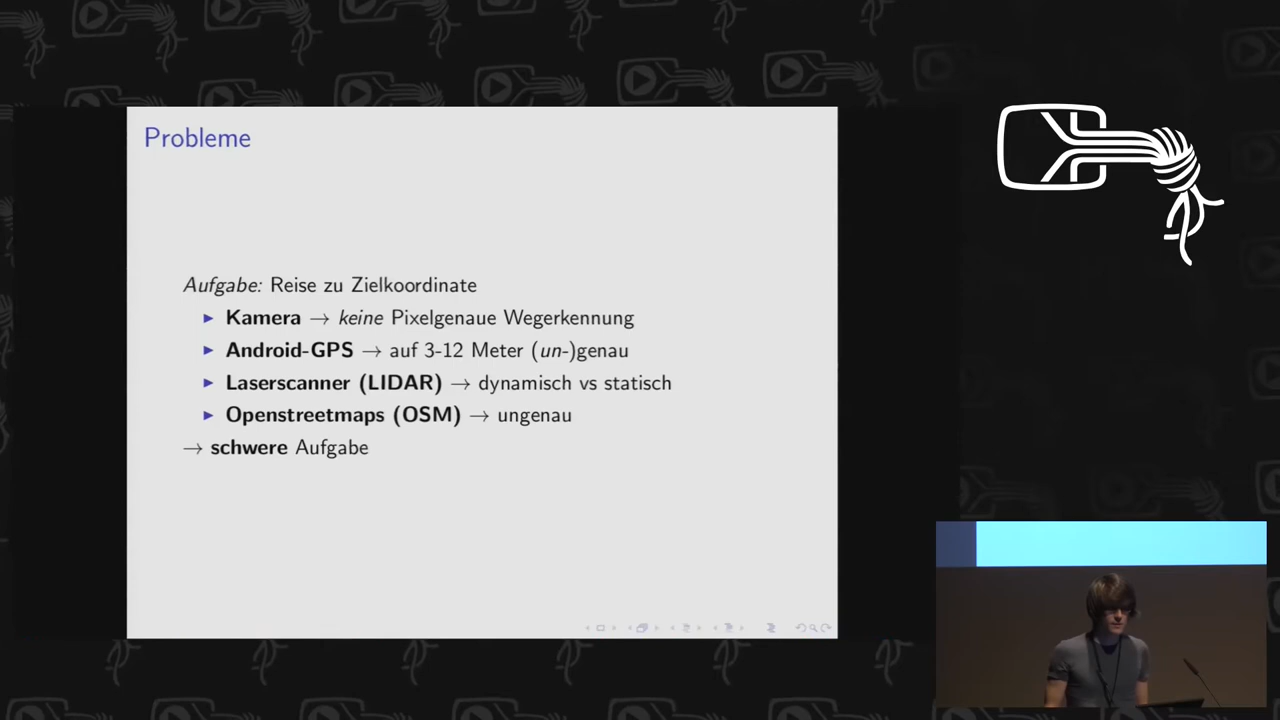 Probleme
Aufgabe: Reise zu Zielkoordinate
▶ Kamera → keine Pixelgenaue Wegerkennung
▶ Android-GPS → auf 3-12 Meter (un-)genau
▶ Laserscanner (LIDAR) → dynamisch vs statisch
▶ Openstreetmaps (OSM) → ungenau
→ schwere Aufgabe